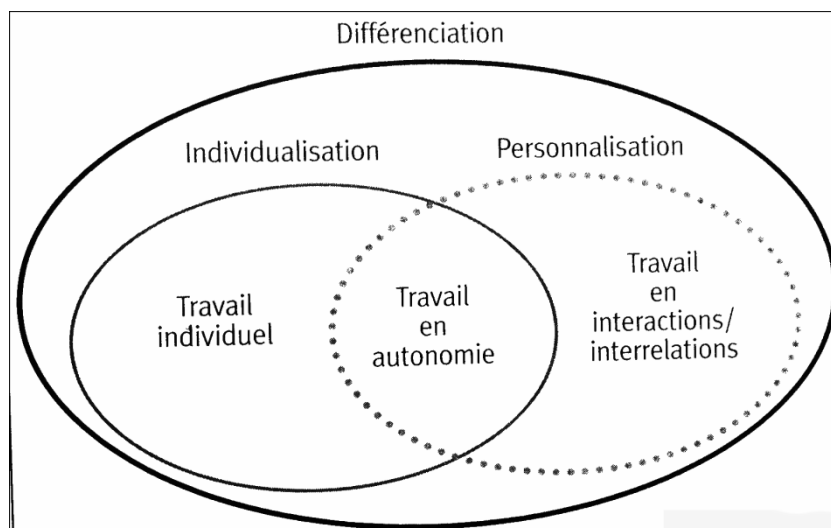 Différenciation
Individualisation
Personnalisation
Travail
individuel
Travail
en
autonomie
Travail
en
interactions/
interrelations